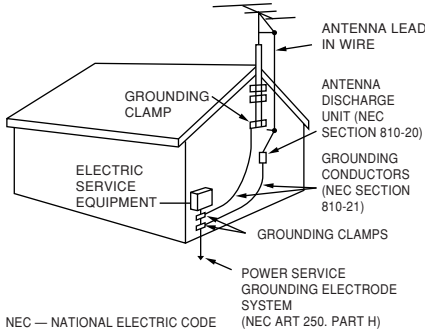 ANTENNA LEAD
IN WIRE
GROUNDING
CLAMP
ANTENNA
DISCHARGE
UNIT (NEC
SECTION 810-20)
ELECTRIC
SERVICE
EQUIPMENT
GROUNDING
CONDUCTORS
(NEC SECTION
810-21)
GROUNDING CLAMPS
POWER SERVICE
GROUNDING ELECTRODE
SYSTEM
(NEC ART 250. PART H)
NEC — NATIONAL ELECTRIC CODE